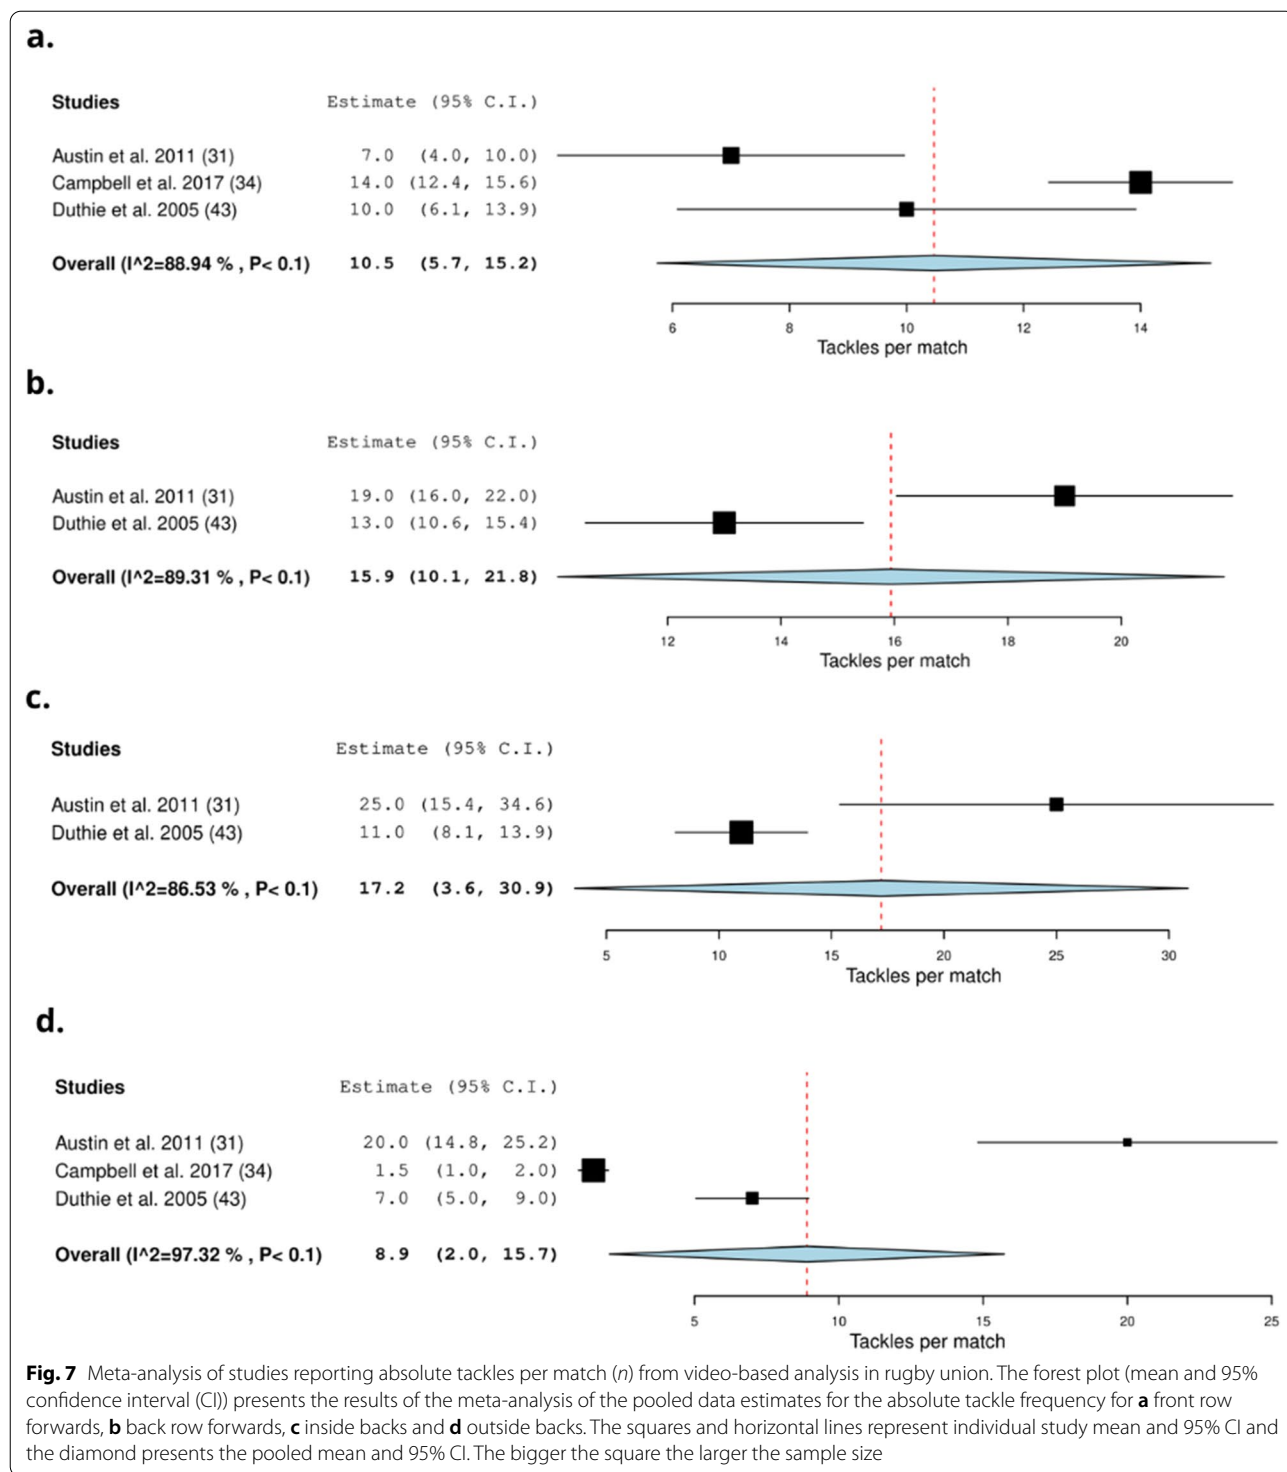 a.
Studies Estimate (95% C.I.)
Austin et al. 2011 (31) 7.0 (4.0, 10.0)
Campbell et al. 2017 (34) 14.0 (12.4, 15.6)
Duthie et al. 2005 (43) 10.0 (6.1, 13.9)
Overall (I^2=88.94 % , P< 0.1) 10.5 (5.7, 15.2)
6 8 10 12 14
Tackles per match
b.
Studies Estimate (95% C.I.)
Austin et al. 2011 (31) 19.0 (16.0, 22.0)
Duthie et al. 2005 (43) 13.0 (10.6, 15.4)
Overall (I^2=89.31 % , P< 0.1) 15.9 (10.1, 21.8)
12 14 16 18 20
Tackles per match
c.
Studies Estimate (95% C.I.)
Austin et al. 2011 (31) 25.0 (15.4, 34.6)
Duthie et al. 2005 (43) 11.0 (8.1, 13.9)
Overall (I^2=86.53 % , P< 0.1) 17.2 (3.6, 30.9)
5 10 15 20 25 30
Tackles per match
d.
Studies Estimate (95% C.I.)
Austin et al. 2011 (31) 20.0 (14.8, 25.2)
Campbell et al. 2017 (34) 1.5 (1.0, 2.0)
Duthie et al. 2005 (43) 7.0 (5.0, 9.0)
Overall (I^2=97.32 % , P< 0.1) 8.9 (2.0, 15.7)
5 10 15 20 25
Tackles per match
Fig. 7 Meta-analysis of studies reporting absolute tackles per match (n) from video-based analysis in rugby union. The forest plot (mean and 95%
confidence interval (CI)) presents the results of the meta-analysis of the pooled data estimates for the absolute tackle frequency for a front row
forwards, b back row forwards, c inside backs and d outside backs. The squares and horizontal lines represent individual study mean and 95% CI and
the diamond presents the pooled mean and 95% CI. The bigger the square the larger the sample size